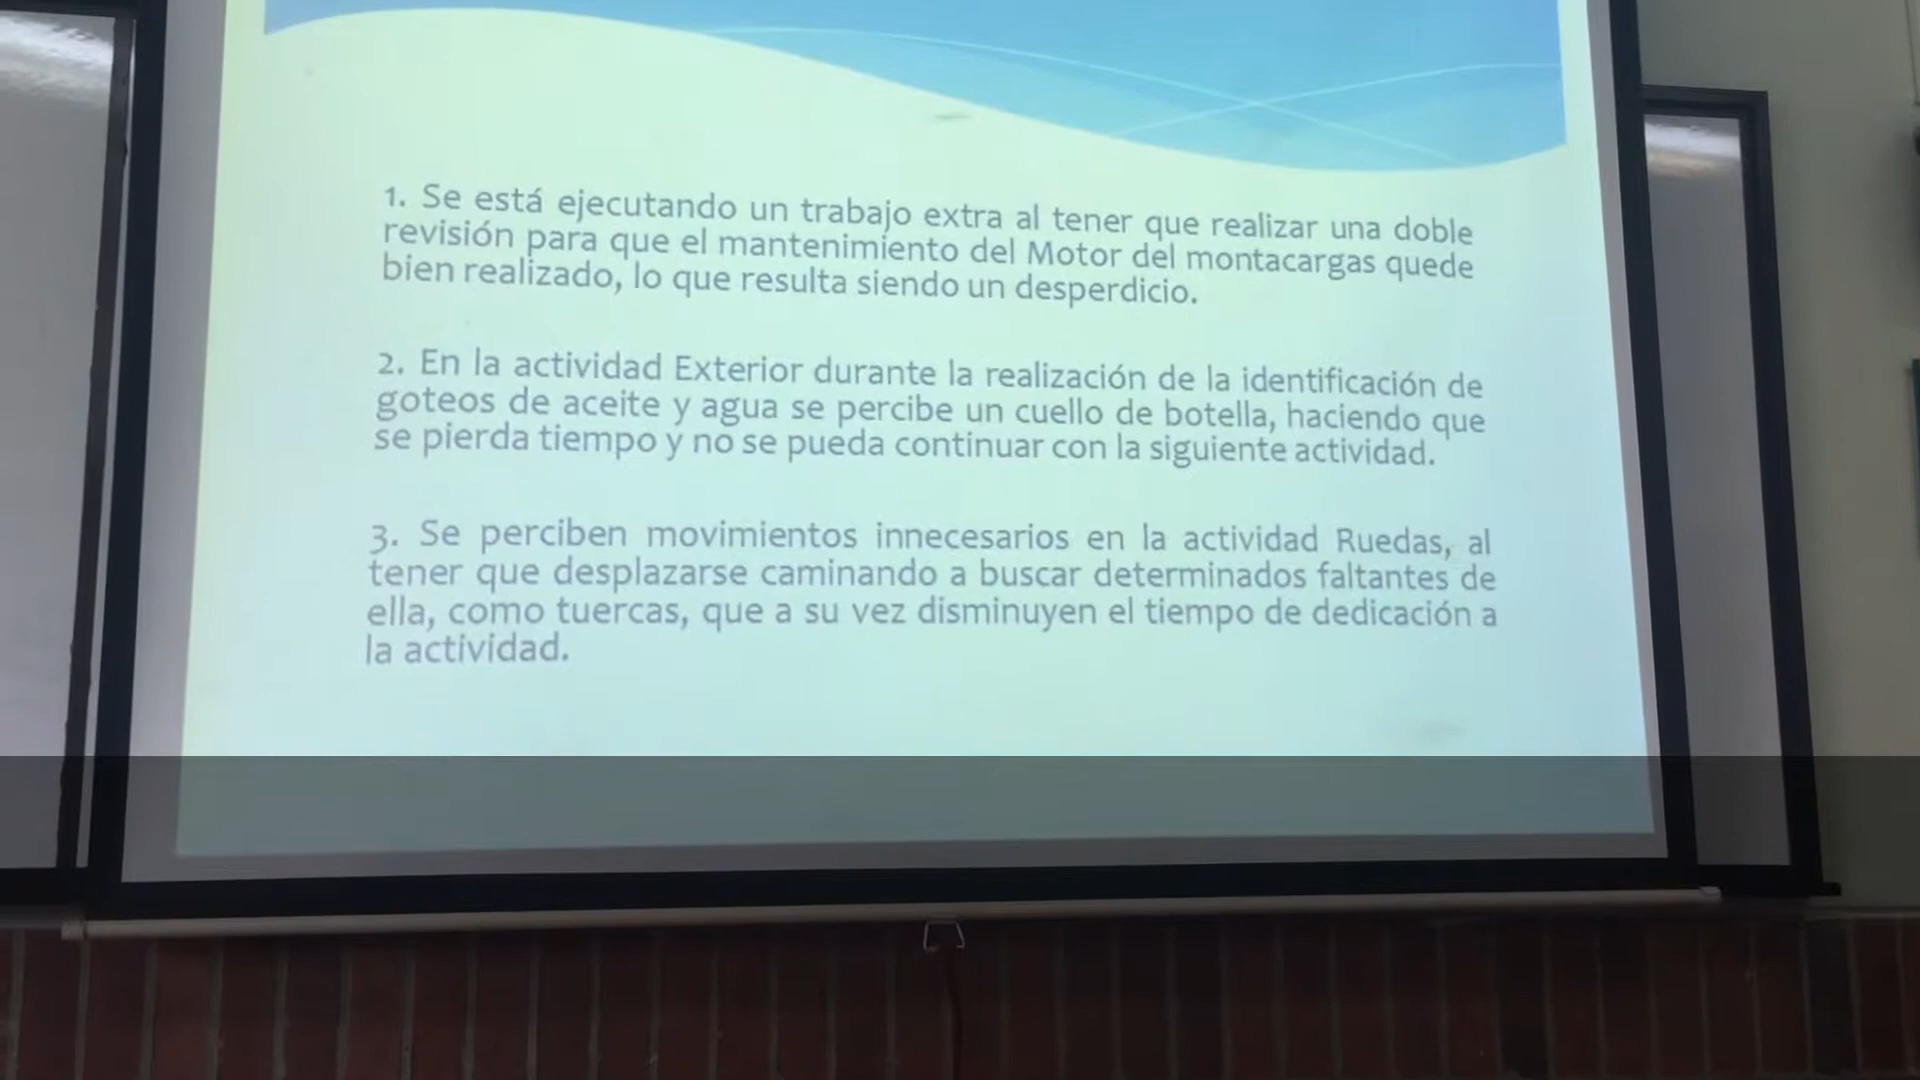 1. Se está ejecutando un trabajo extra al tener que realizar una doble
revisión para que el mantenimiento del Motor del montacargas quede
bien realizado, lo que resulta siendo un desperdicio.
2. En la actividad Exterior durante la realización de la identificación de
goteos de aceite y agua se percibe un cuello de botella, haciendo que
se pierda tiempo y no se pueda continuar con la siguiente actividad.
3. Se perciben movimientos innecesarios en la actividad Ruedas, al
tener que desplazarse caminando a buscar determinados faltantes de
ella, como tuercas, que a su vez disminuyen el tiempo de dedicación a
la actividad.